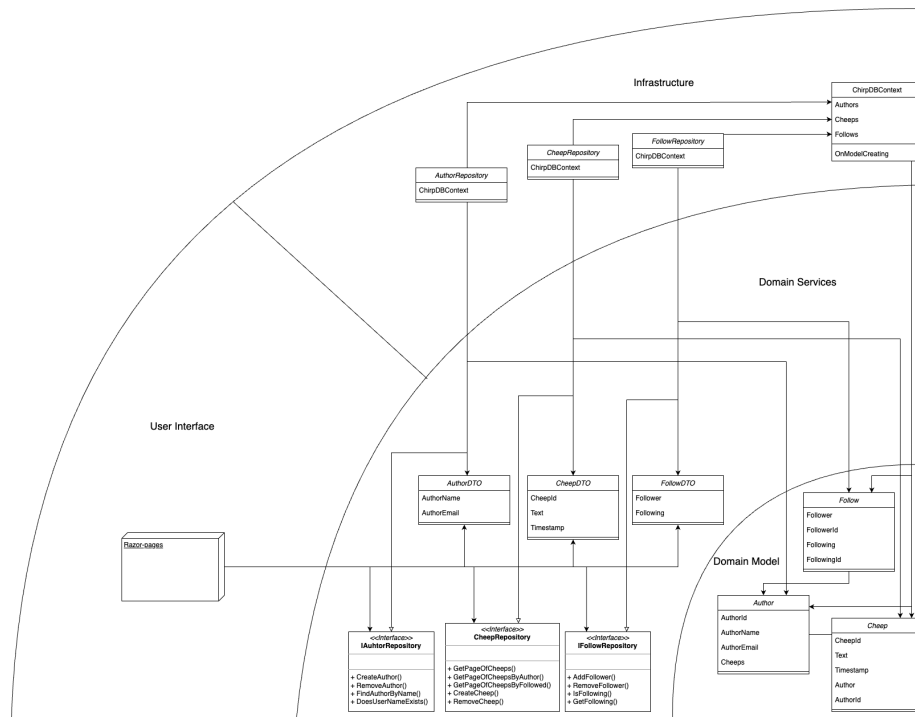 Infrastructure
ChirpDBContext
Authors
Cheeps
Follows
OnModelCreating
FollowRepository
ChirpDBContext
CheepRepository
ChirpDBContext
AuthorRepository
ChirpDBContext
Domain Services
User Interface
AuthorDTO
AuthorName
AuthorEmail
CheepDTO
CheepId
Text
Timestamp
FollowDTO
Follower
Following
Follow
Follower
FollowerId
Following
FollowingId
Razor-pages
Domain Model
Author
AuthorId
AuthorName
AuthorEmail
Cheeps
Cheep
CheepId
Text
Timestamp
Author
AuthorId
<<Interface>>
IAuhtorRepository
+ CreateAuthor()
+ RemoveAuthor()
+ FindAuthorByName()
+ DoesUserNameExists()
<<Interface>>
CheepRepository
+ GetPageOfCheeps()
+ GetPageOfCheepsByAuthor()
+ GetPageOfCheepsByFollowed()
+ CreateCheep()
+ RemoveCheep()
<<Interface>>
IFollowRepository
+ AddFollower()
+ RemoveFollower()
+ IsFollowing()
+ GetFollowing()